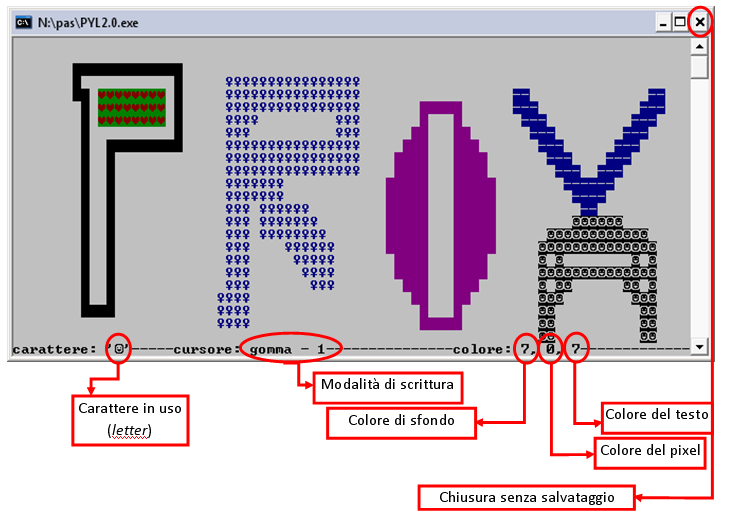 N:\pas\PYL2.0.exe
carattere: '☺'-----cursore: gomma - 1--------------colore: 7, 0, 7-------------
Modalità di scrittura
Carattere in uso
(letter)
Colore di sfondo
Colore del testo
Colore del pixel
Chiusura senza salvataggio